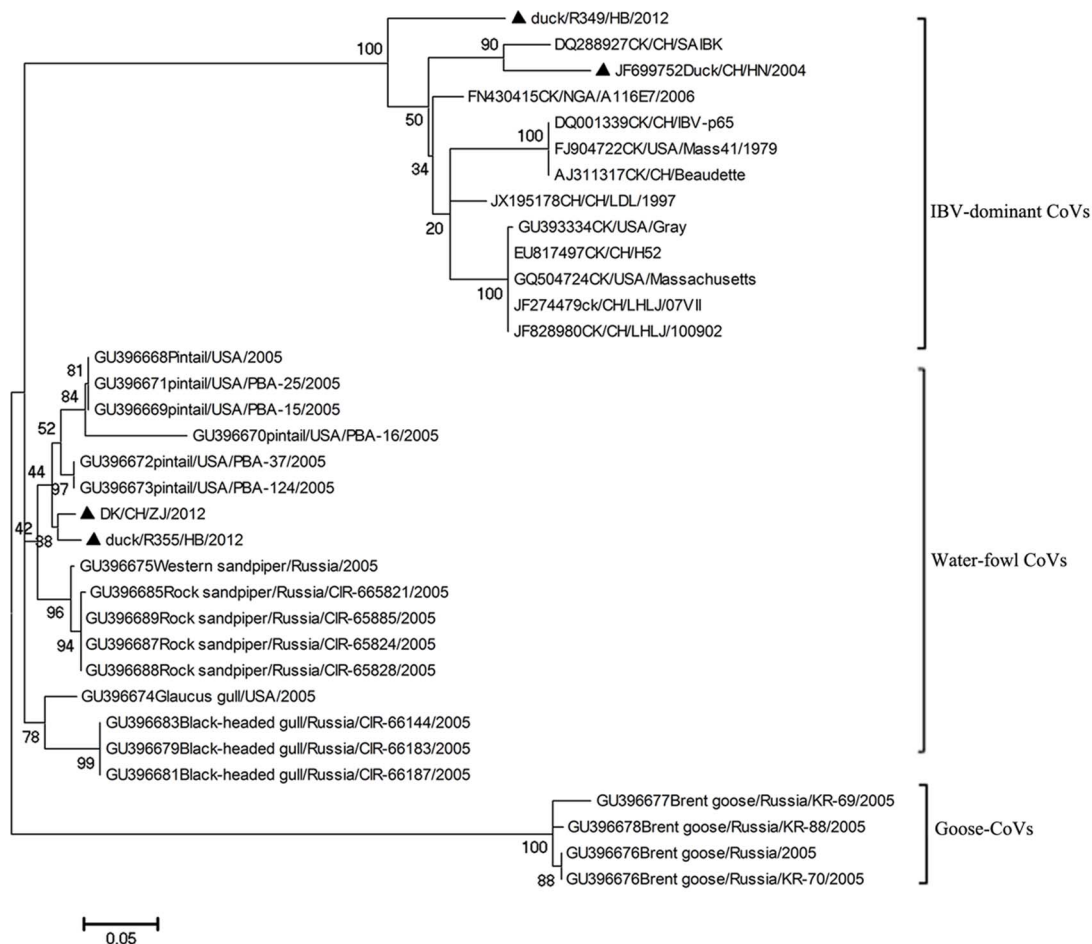 duck/R349/HB/2012
100
90
DQ288927CK/CH/SAIBK
JF699752Duck/CH/HN/2004
FN430415CK/NGA/A116E7/2006
50
DQ001339CK/CH/IBV-p65
100
FJ904722CK/USA/Mass41/1979
34
AJ311317CK/CH/Beaudette
JX195178CH/CH/LDL/1997
IBV-dominant CoVs
20
GU393334CK/USA/Gray
EU817497CK/CH/H52
GQ504724CK/USA/Massachusetts
100
JF274479ck/CH/LHLJ/07VII
JF828980CK/CH/LHLJ/100902
GU396668Pintail/USA/2005
81
GU396671pintail/USA/PBA-25/2005
84
GU396669pintail/USA/PBA-15/2005
52
GU396670pintail/USA/PBA-16/2005
GU396672pintail/USA/PBA-37/2005
44
97
GU396673pintail/USA/PBA-124/2005
DK/CH/ZJ/2012
42
38
duck/R355/HB/2012
Water-fowl CoVs
GU396675Western sandpiper/Russia/2005
GU396685Rock sandpiper/Russia/CIR-665821/2005
96
GU396689Rock sandpiper/Russia/CIR-65885/2005
94
GU396687Rock sandpiper/Russia/CIR-65824/2005
GU396688Rock sandpiper/Russia/CIR-65828/2005
GU396674Glaucus gull/USA/2005
78
GU396683Black-headed gull/Russia/CIR-66144/2005
GU396679Black-headed gull/Russia/CIR-66183/2005
99
GU396681Black-headed gull/Russia/CIR-66187/2005
GU396677Brent goose/Russia/KR-69/2005
GU396678Brent goose/Russia/KR-88/2005
Goose-CoVs
100
GU396676Brent goose/Russia/2005
88
GU396676Brent goose/Russia/KR-70/2005
0.05